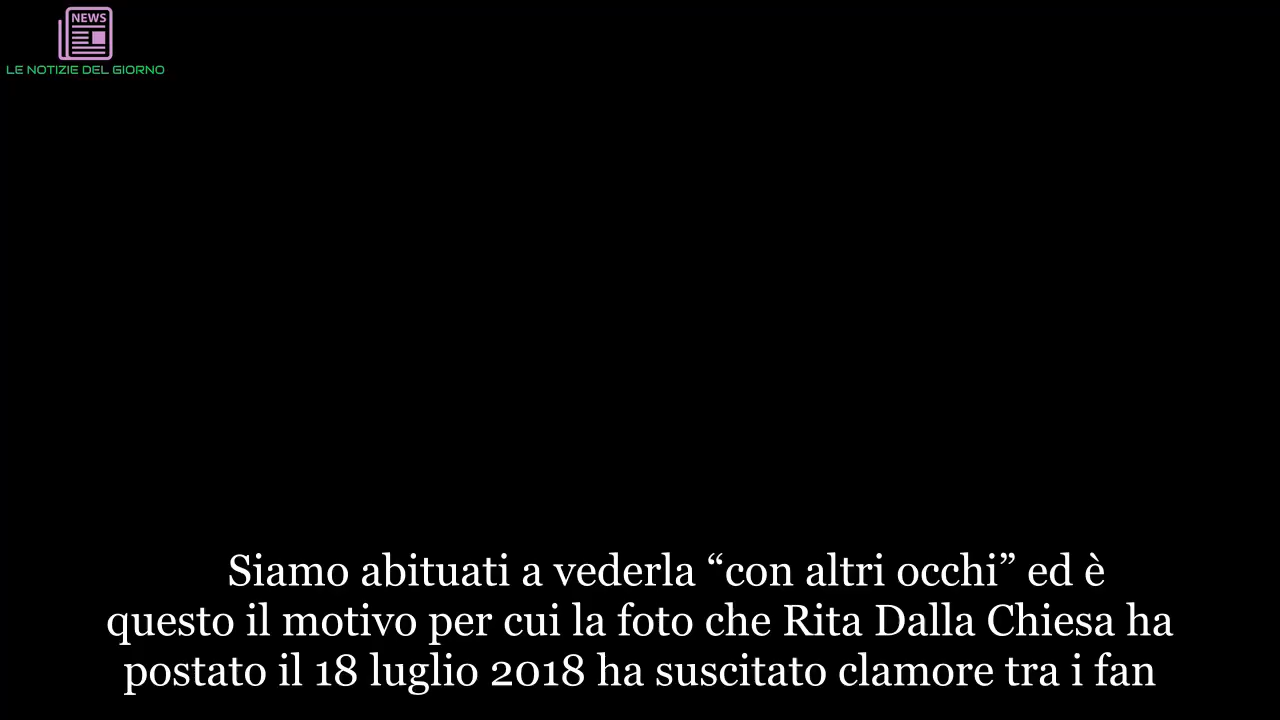 NEWS
LE NOTIZIE DEL GIORNO
Siamo abituati a vederla “con altri occhi” ed è
questo il motivo per cui la foto che Rita Dalla Chiesa ha
postato il 18 luglio 2018 ha suscitato clamore tra i fan